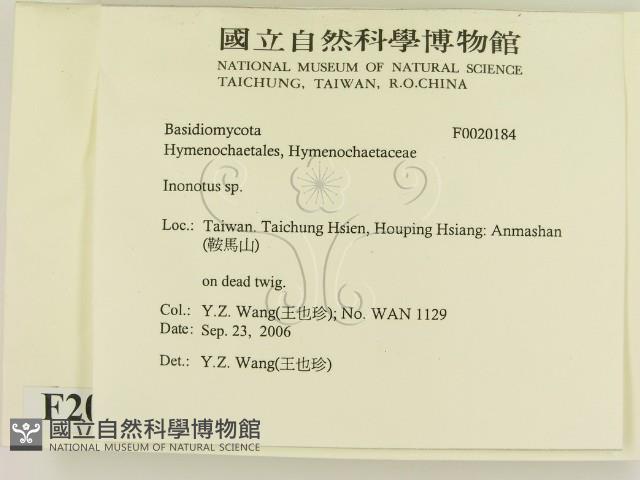 國立自然科學博物館
NATIONAL MUSEUM OF NATURAL SCIENCE
TAICHUNG, TAIWAN, R.O.CHINA
Basidiomycota F0020184
Hymenochaetales, Hymenochaetaceae
Inonotus sp.
Loc.: Taiwan. Taichung Hsien, Houping Hsiang: Anmashan
(鞍馬山)
on dead twig.
Col.: Y.Z. Wang(王也珍); No. WAN 1129
Date: Sep. 23, 2006
Det.: Y.Z. Wang(王也珍)
國立自然科學博物館
NATIONAL MUSEUM OF NATURAL SCIENCE